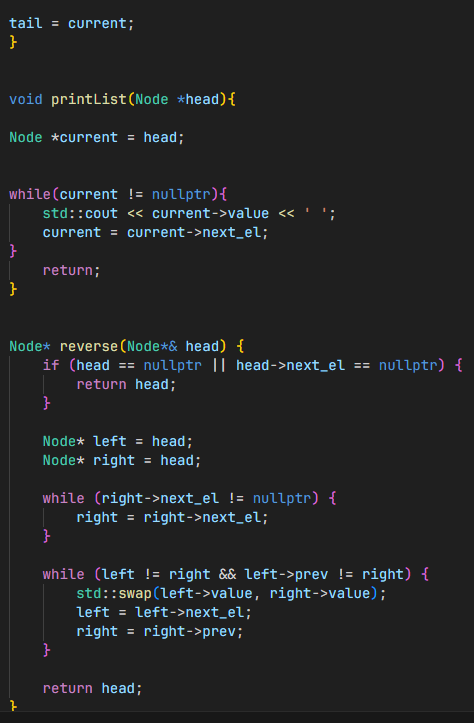 tail = current;
}
void printList(Node *head){
Node *current = head;
while(current != nullptr){
    std::cout << current->value << ' ';
    current = current->next_el;
}
    return;
}
Node* reverse(Node*& head) {
    if (head == nullptr || head->next_el == nullptr) {
        return head;
    }
    Node* left = head;
    Node* right = head;
    while (right->next_el != nullptr) {
        right = right->next_el;
    }
    while (left != right && left->prev != right) {
        std::swap(left->value, right->value);
        left = left->next_el;
        right = right->prev;
    }
    return head;
}